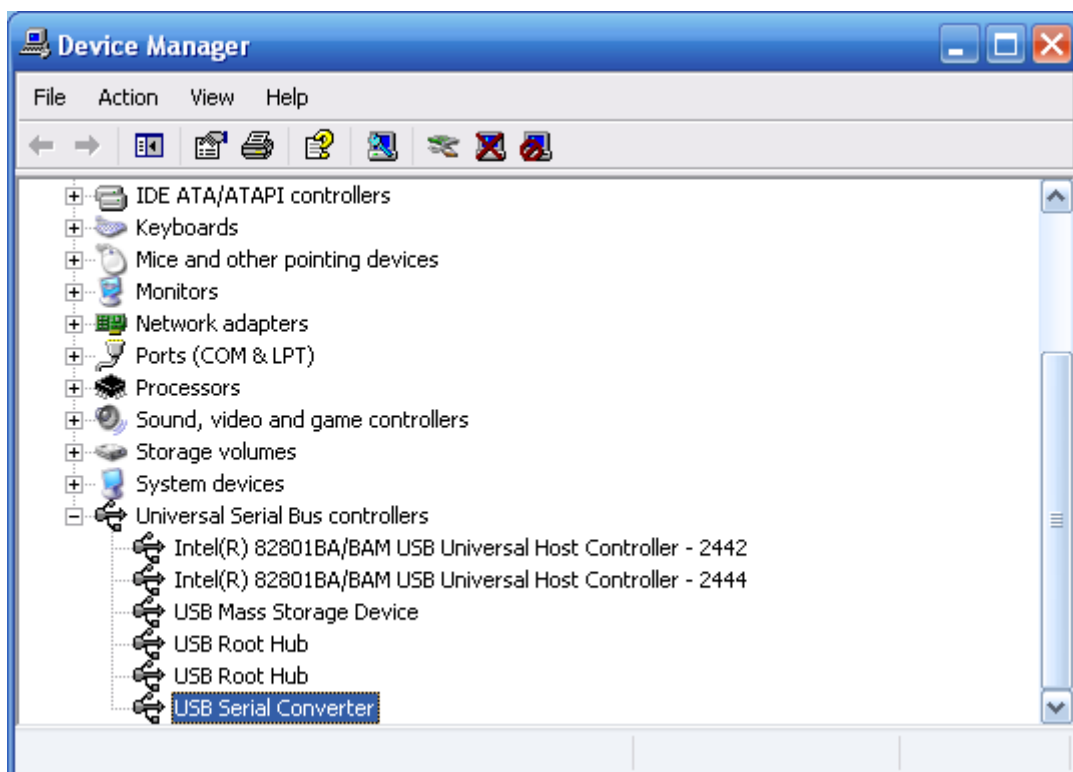 Device Manager
File Action View Help
IDE ATA/ATAPI controllers
Keyboards
Mice and other pointing devices
Monitors
Network adapters
Ports (COM & LPT)
Processors
Sound, video and game controllers
Storage volumes
System devices
Universal Serial Bus controllers
Intel(R) 82801BA/BAM USB Universal Host Controller - 2442
Intel(R) 82801BA/BAM USB Universal Host Controller - 2444
USB Mass Storage Device
USB Root Hub
USB Root Hub
USB Serial Converter